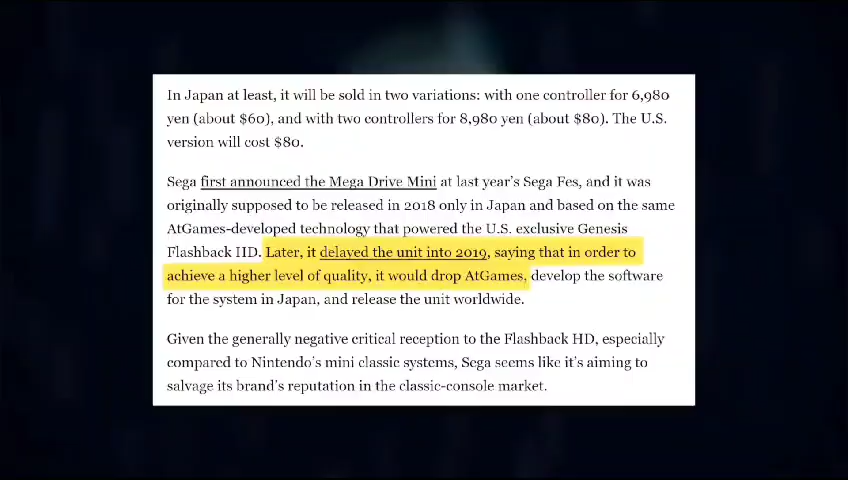 In Japan at least, it will be sold in two variations: with one controller for 6,980
yen (about $60), and with two controllers for 8,980 yen (about $80). The U.S.
version will cost $80.
Sega first announced the Mega Drive Mini at last year's Sega Fes, and it was
originally supposed to be released in 2018 only in Japan and based on the same
AtGames-developed technology that powered the U.S. exclusive Genesis
Flashback HD. Later, it delayed the unit into 2019, saying that in order to
achieve a higher level of quality, it would drop AtGames, develop the software
for the system in Japan, and release the unit worldwide.
Given the generally negative critical reception to the Flashback HD, especially
compared to Nintendo's mini classic systems, Sega seems like it's aiming to
salvage its brand's reputation in the classic-console market.